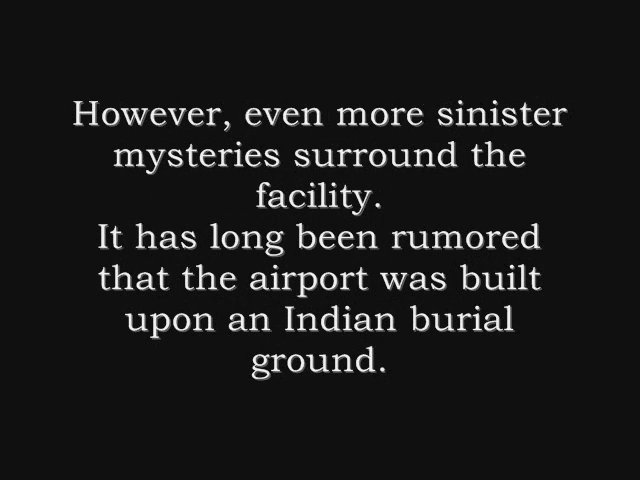 However, even more sinister
mysteries surround the
facility.
It has long been rumored
that the airport was built
upon an Indian burial
ground.